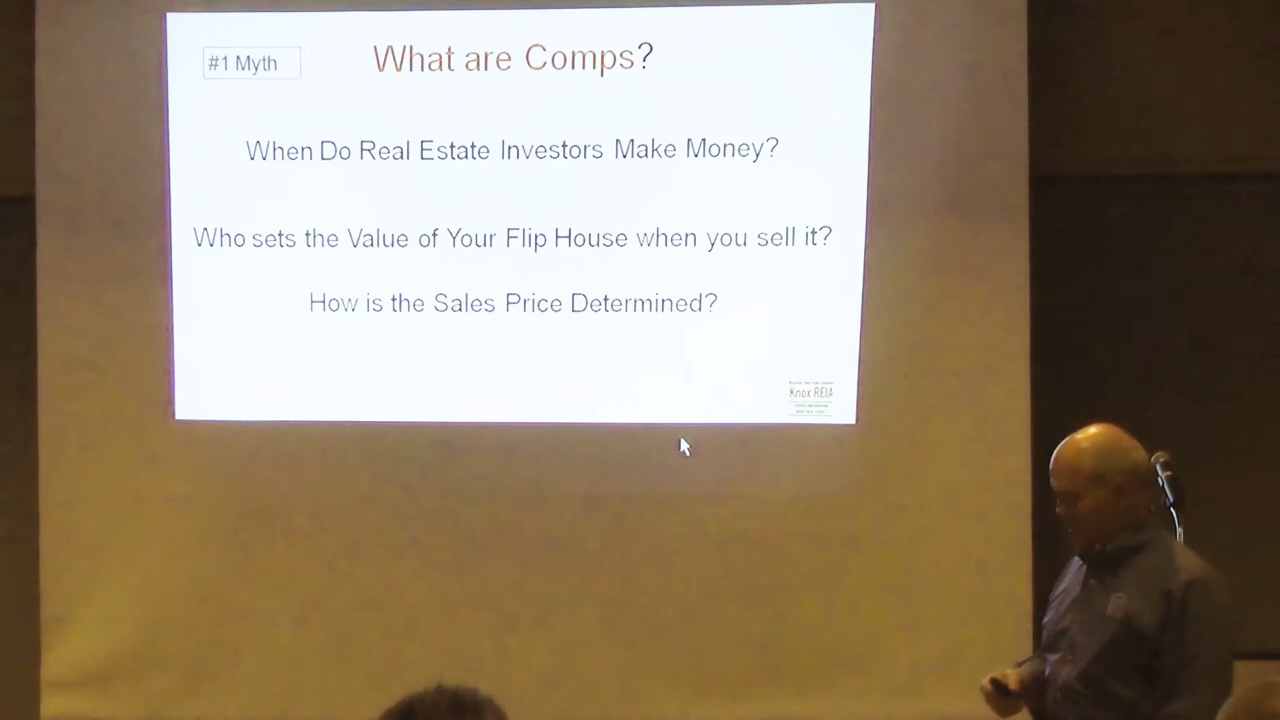 #1 Myth
What are Comps?
When Do Real Estate Investors Make Money?
Who sets the Value of Your Flip House when you sell it?
How is the Sales Price Determined?
Knox REIA